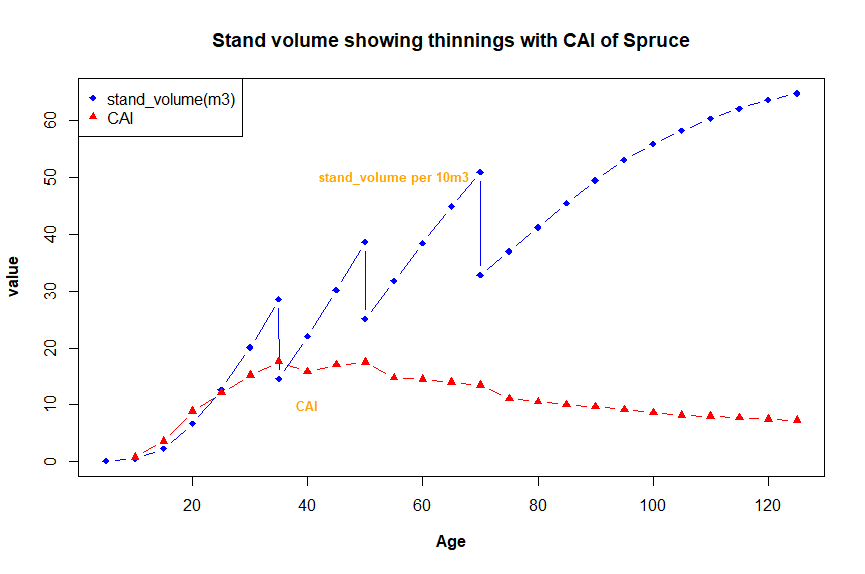 Stand volume showing thinnings with CAI of Spruce
stand_volume(m3)
CAI
stand_volume per 10m3
CAI
value
0
10
20
30
40
50
60
20 40 60 80 100 120
Age